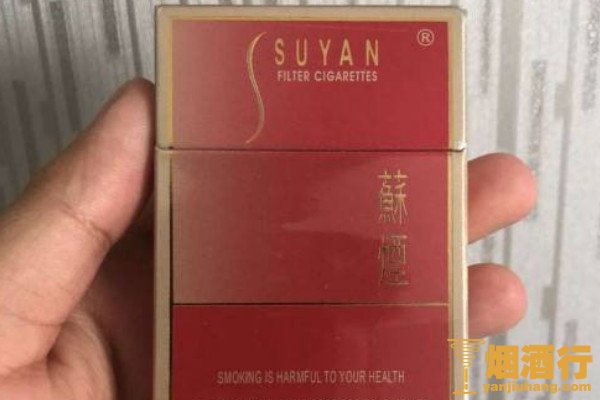 SUYAN ®
FILTER CIGARETTES
蘇
煙
SMOKING IS HARMFUL TO YOUR HEALTH
烟酒行
yanjiuhang.com